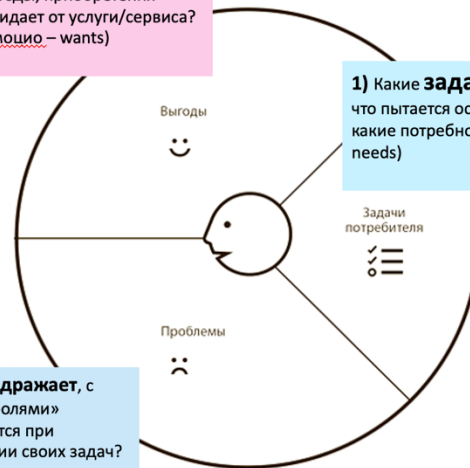 идает от услуги/сервиса?
моцио – wants)
1) Какие зада
что пытается ос
какие потребно
needs)
Выгоды
Задачи
потребителя
Проблемы
дражает, с
олями»
тся при
ии своих задач?